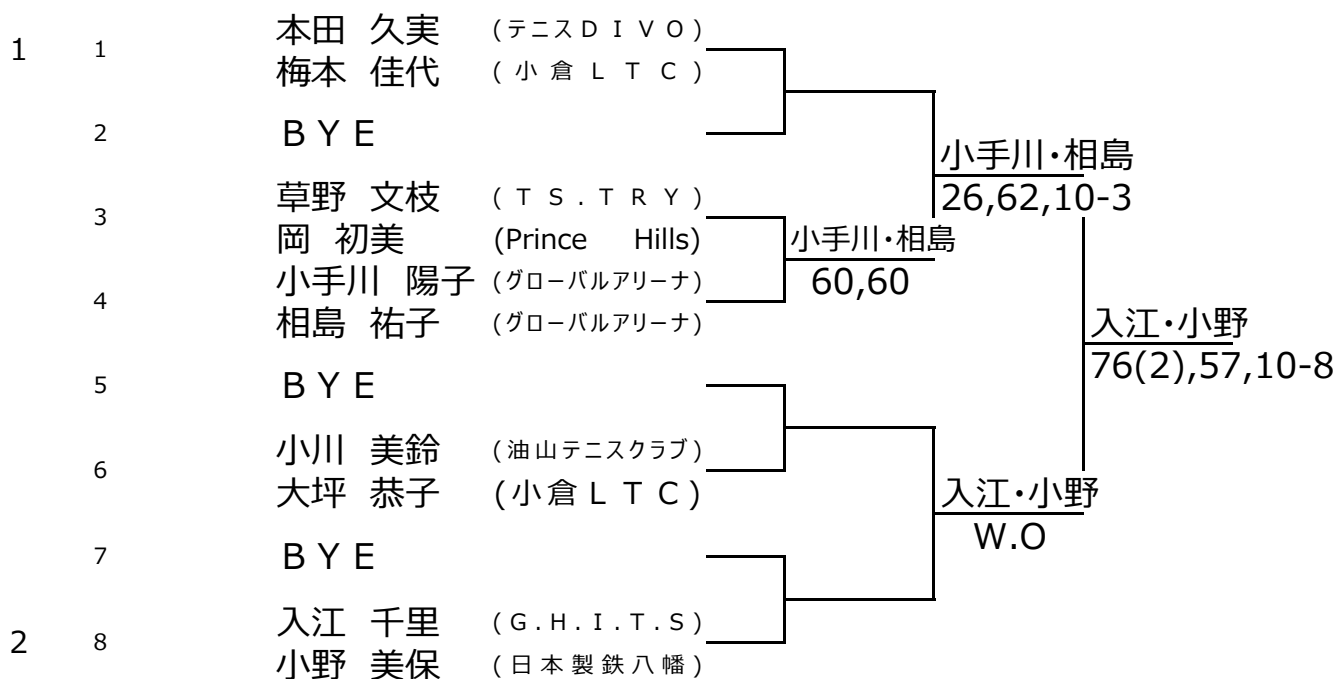 本田 久実 (テニスＤＩＶＯ)
1 1
梅本 佳代 (小倉ＬＴＣ)
2 ＢＹＥ
小手川･相島
草野 文枝 (ＴＳ.ＴＲＹ)
26,62,10-3
3
岡 初美 (Prince Hills) 小手川･相島
小手川 陽子 (グローバルアリーナ) 60,60
4
相島 祐子 (グローバルアリーナ) 入江･小野
76(2),57,10-8
5 ＢＹＥ
小川 美鈴 (油山テニスクラブ)
6
大坪 恭子 (小倉ＬＴＣ) 入江･小野
W.O
7 ＢＹＥ
入江 千里 (Ｇ.Ｈ.Ｉ.Ｔ.Ｓ)
2 8
小野 美保 (日本製鉄八幡)